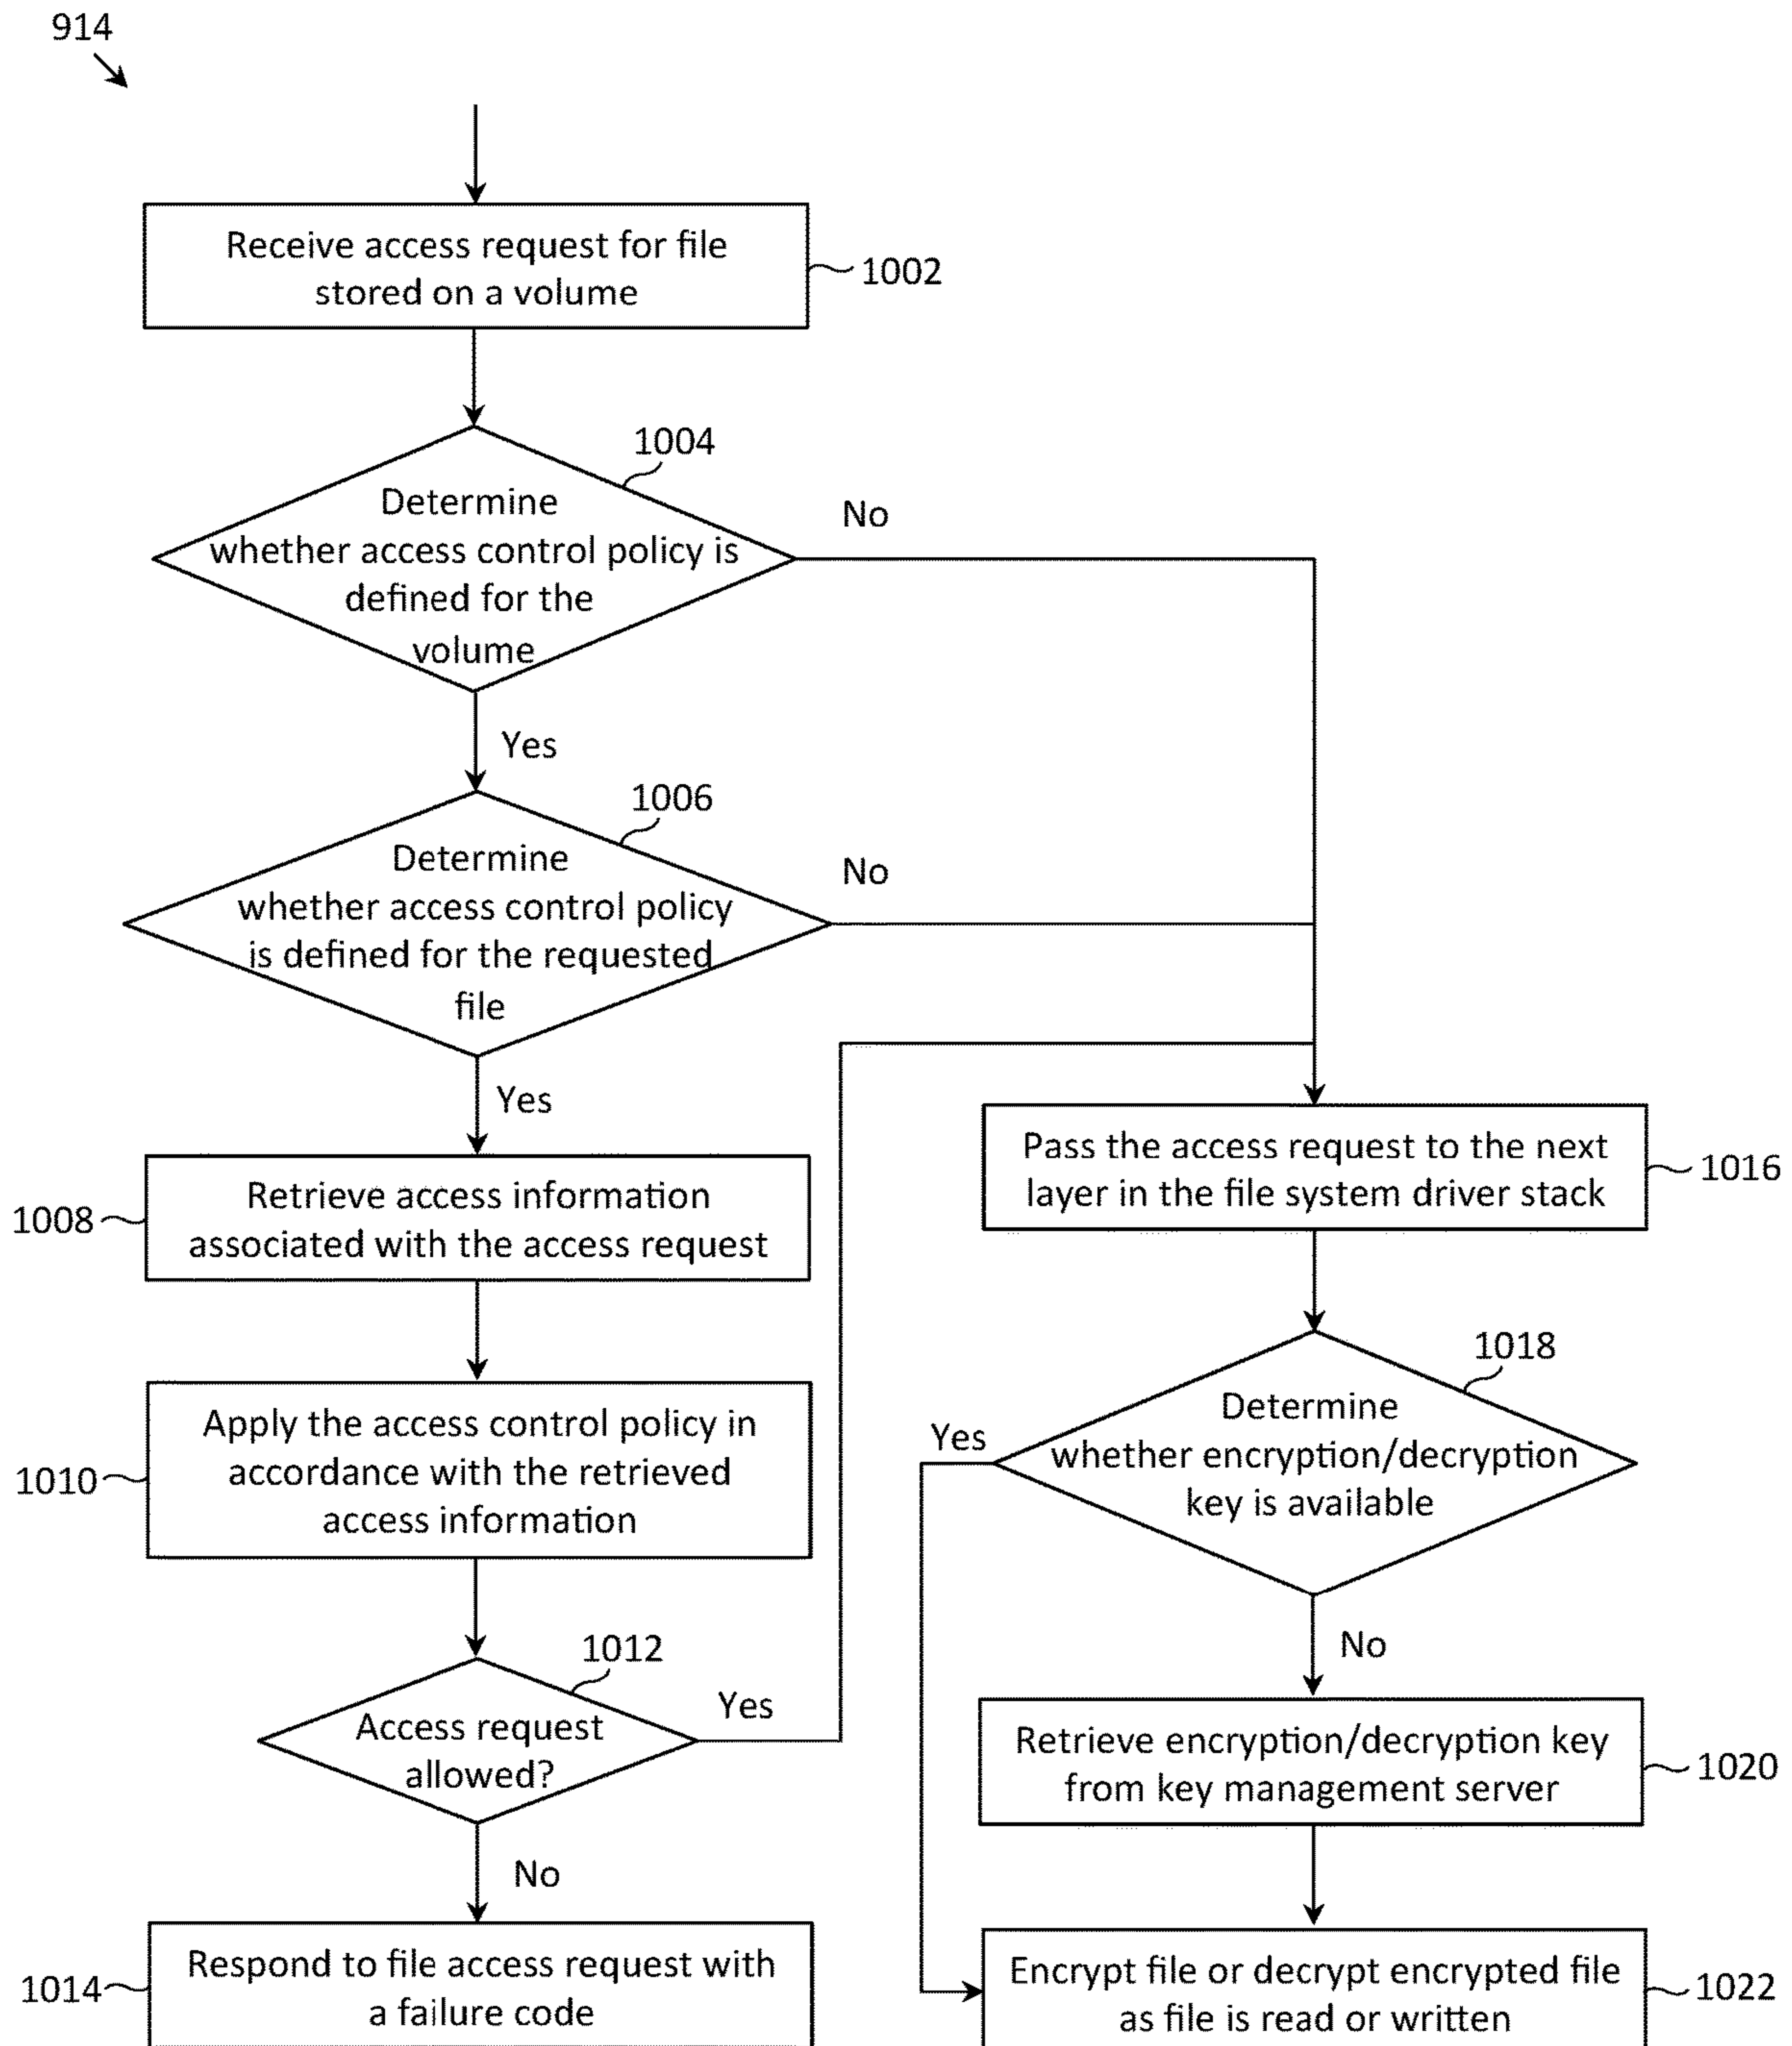 914
Receive access request for file
stored on a volume
1002
1004
Determine
whether access control policy is
defined for the
volume
No
Yes
1006
Determine
whether access control policy
is defined for the requested
file
No
Yes
1008
Retrieve access information
associated with the access request
1010
Apply the access control policy in
accordance with the retrieved
access information
1012
Access request
allowed?
Yes
No
1014
Respond to file access request with
a failure code
Pass the access request to the next
layer in the file system driver stack
1016
1018
Determine
whether encryption/decryption
key is available
Yes
No
Retrieve encryption/decryption key
from key management server
1020
Encrypt file or decrypt encrypted file
as file is read or written
1022